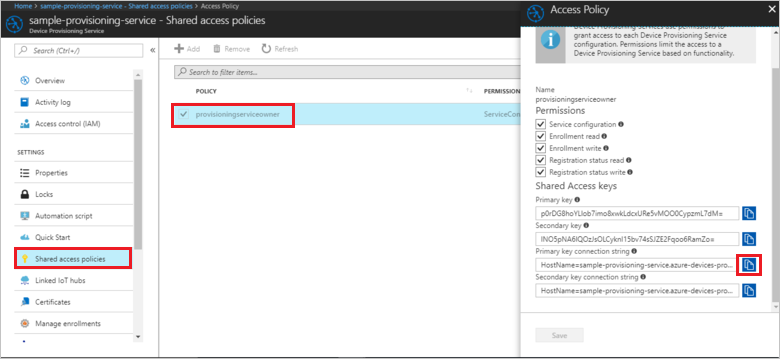 Home > sample-provisioning-service - Shared access policies > Access Policy
sample-provisioning-service - Shared access policies
Device Provisioning Service
Search (Ctrl+/)
Overview
Activity log
Access control (IAM)
SETTINGS
Properties
Locks
Automation script
Quick Start
Shared access policies
Linked IoT hubs
Certificates
Manage enrollments
Add
Remove
Refresh
Search to filter items...
POLICY
PERMISSION
provisioningserviceowner
ServiceCon
Access Policy
Device Provisioning Services use permissions to
grant access to each Device Provisioning Service
configuration. Permissions limit the access to a
Device Provisioning Service based on functionality.
Name
provisioningserviceowner
Permissions
Service configuration
Enrollment read
Enrollment write
Registration status read
Registration status write
Shared Access keys
Primary key
Secondary key
Primary key connection string
HostName=sample-provisioning-service.azure-devices-pro...
Secondary key connection string
HostName=sample-provisioning-service.azure-devices-pro...
Save